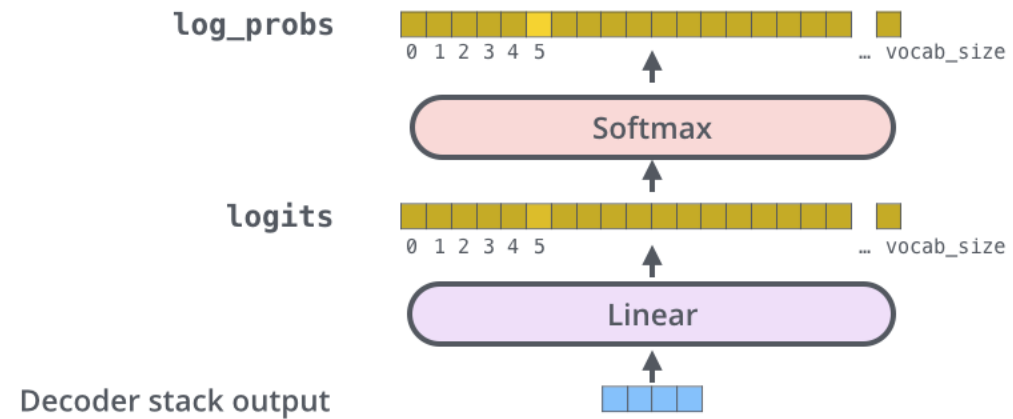 log_probs
0 1 2 3 4 5 … vocab_size
Softmax
logits
0 1 2 3 4 5 … vocab_size
Linear
Decoder stack output